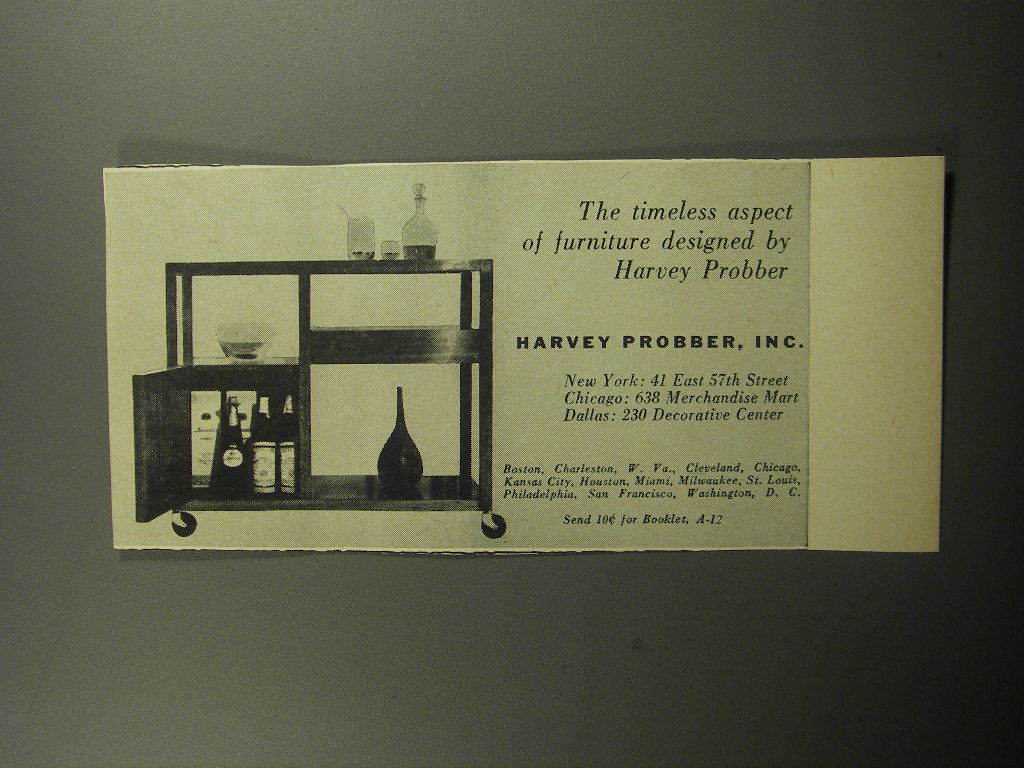 The timeless aspect
of furniture designed by
Harvey Probber
HARVEY PROBBER, INC.
New York: 41 East 57th Street
Chicago: 638 Merchandise Mart
Dallas: 230 Decorative Center
Boston, Charleston, W. Va., Cleveland, Chicago,
Kansas City, Houston, Miami, Milwaukee, St. Louis,
Philadelphia, San Francisco, Washington, D. C.
Send 10¢ for Booklet, A-12